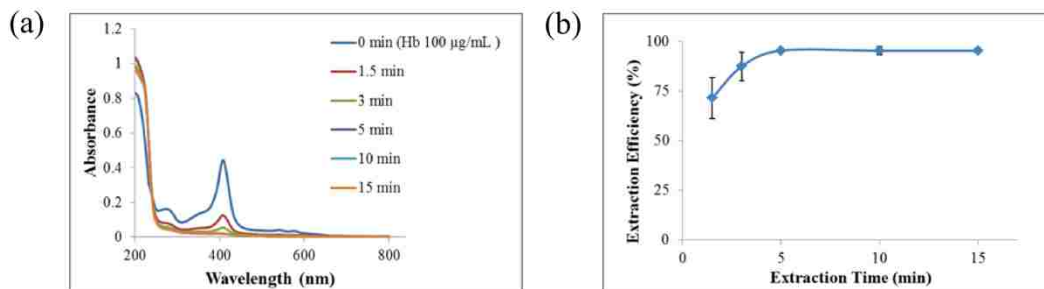 (a)
1.2
1
0.8
0.6
0.4
0.2
0
Absorbance
200
400
600
800
Wavelength (nm)
0 min (Hb 100 µg/mL )
1.5 min
3 min
5 min
10 min
15 min
(b)
100
75
50
25
0
Extraction Efficiency (%)
0
5
10
15
Extraction Time (min)